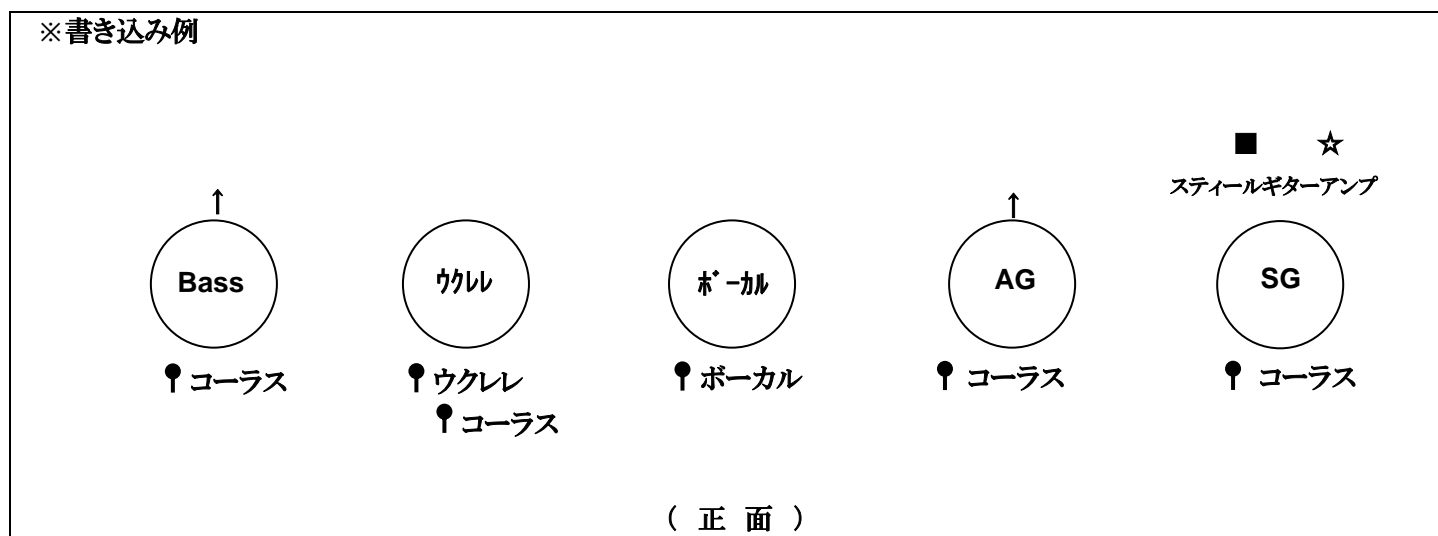 ※書き込み例
■ ☆
スティールギターアンプ
↑ ↑
Bass ｳｸﾚﾚ ﾎﾞｰｶﾙ AG SG
コーラス ウクレレ ボーカル コーラス コーラス
コーラス
( 正 面 )